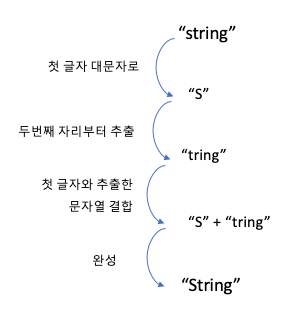 “string”
첫 글자 대문자로
“S”
두번째 자리부터 추출
“tring”
첫 글자와 추출한
문자열 결합
“S” + “tring”
완성
“String”